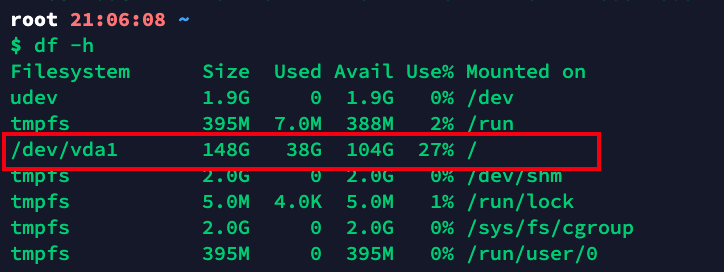 root 21:06:08 ~
$ df -h
Filesystem      Size  Used Avail Use% Mounted on
udev            1.9G     0  1.9G   0% /dev
tmpfs           395M  7.0M  388M   2% /run
/dev/vda1       148G   38G  104G  27% /
tmpfs           2.0G     0  2.0G   0% /dev/shm
tmpfs           5.0M  4.0K  5.0M   1% /run/lock
tmpfs           2.0G     0  2.0G   0% /sys/fs/cgroup
tmpfs           395M     0  395M   0% /run/user/0